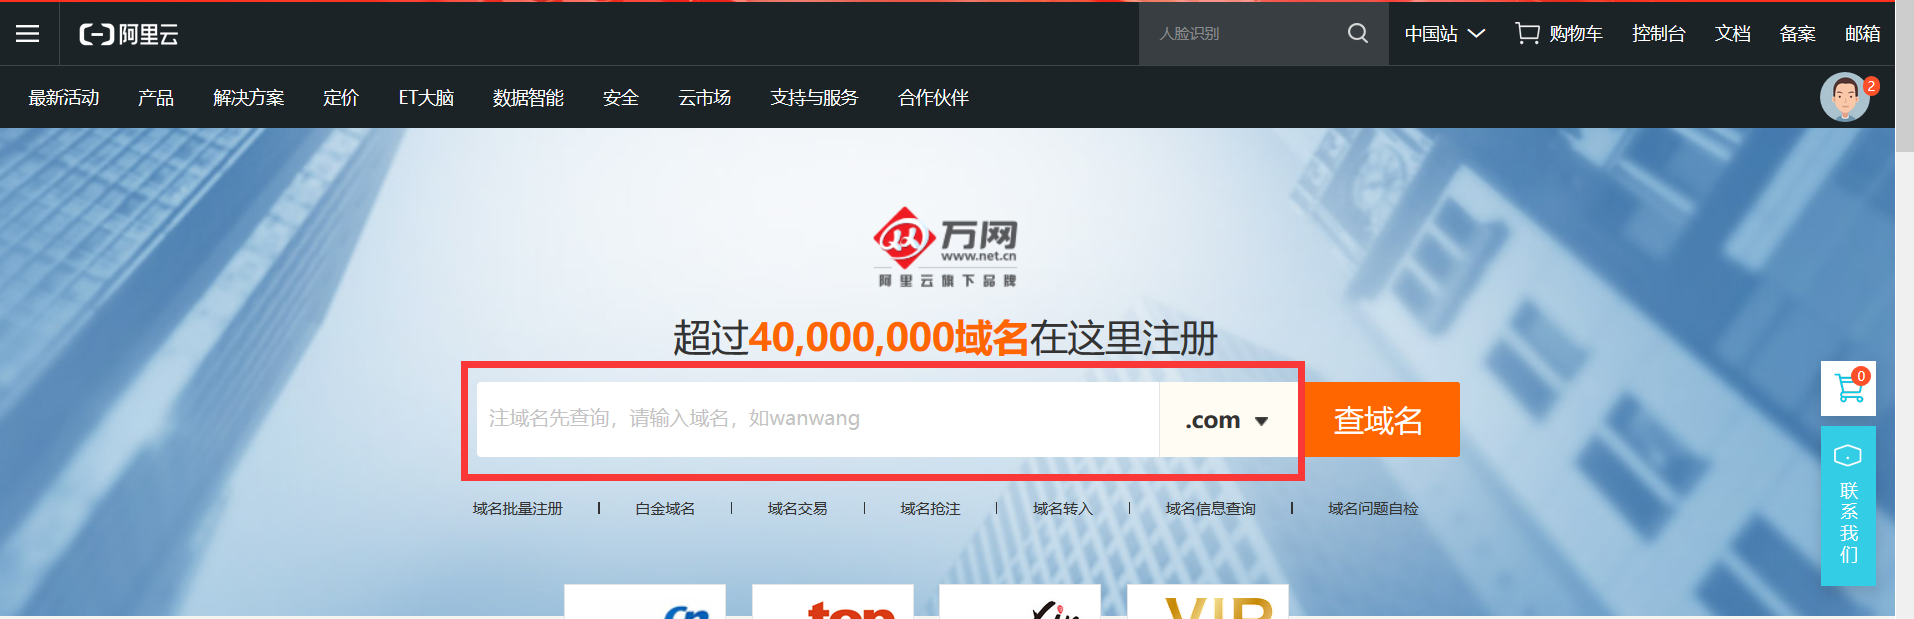 阿里云
人脸识别
中国站
购物车
控制台
文档
备案
邮箱
最新活动
产品
解决方案
定价
ET大脑
数据智能
安全
云市场
支持与服务
合作伙伴
2
万网
www.net.cn
阿里云旗下品牌
超过40,000,000域名在这里注册
注域名先查询，请输入域名，如wanwang
.com
查域名
0
联系我们
域名批量注册
白金域名
域名交易
域名抢注
域名转入
域名信息查询
域名问题自检
cn
top
VIP